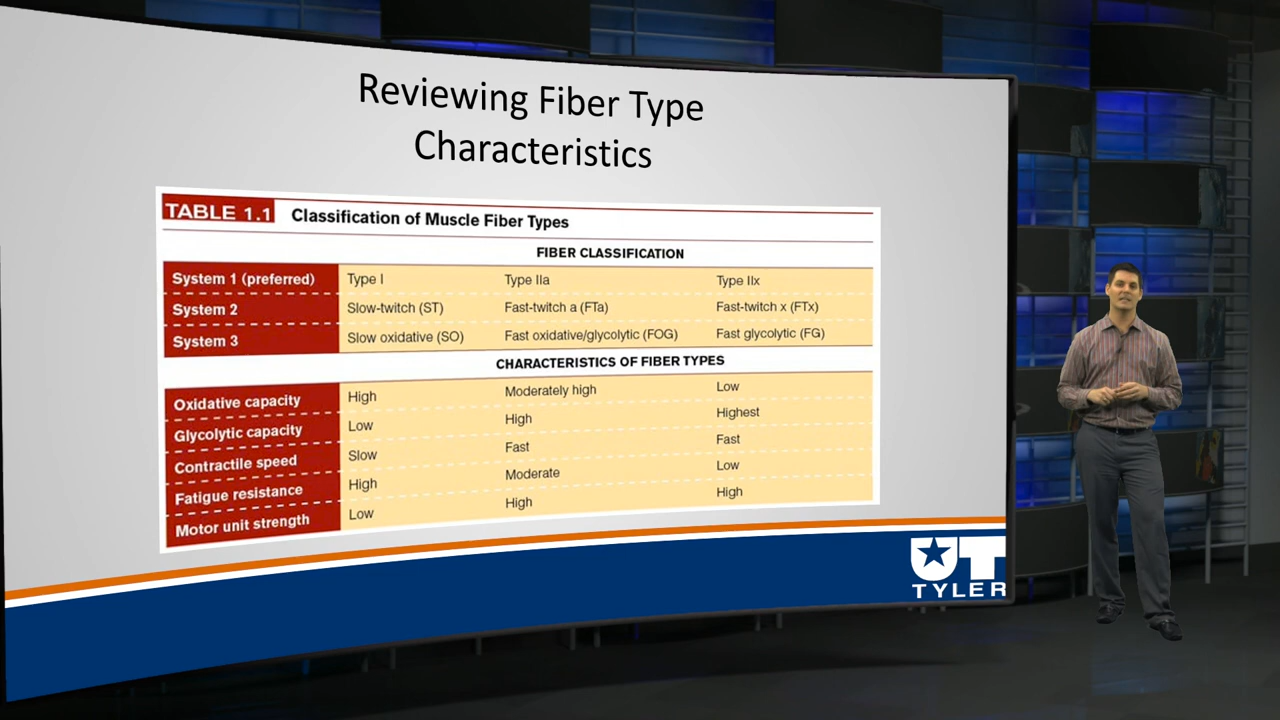 Reviewing Fiber Type
Characteristics
TABLE 1.1 Classification of Muscle Fiber Types
FIBER CLASSIFICATION
System 1 (preferred) Type I Type IIa Type IIx
System 2 Slow-twitch (ST) Fast-twitch a (FTa) Fast-twitch x (FTx)
System 3 Slow oxidative (SO) Fast oxidative/glycolytic (FOG) Fast glycolytic (FG)
CHARACTERISTICS OF FIBER TYPES
Oxidative capacity High Moderately high Low
Glycolytic capacity Low High Highest
Contractile speed Slow Fast Fast
Fatigue resistance High Moderate Low
Motor unit strength Low High High
UT
TYLER